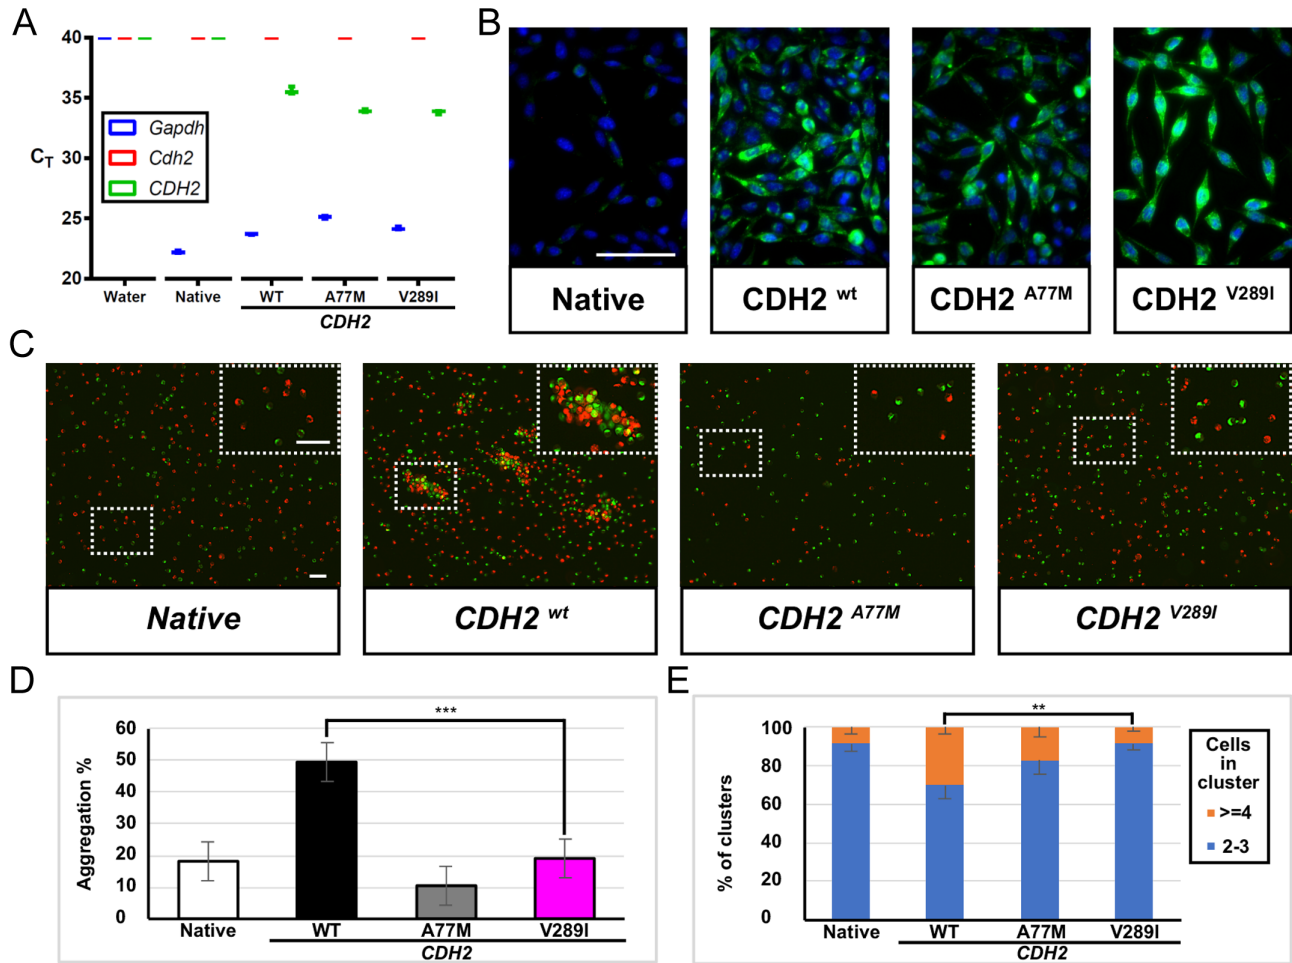 A
40
35
C_T
30
25
20
Gapdh
Cdh2
CDH2
Water
Native
WT
A77M
V289I
CDH2
B
Native
CDH2 wt
CDH2 A77M
CDH2 V289I
C
Native
CDH2 wt
CDH2 A77M
CDH2 V289I
D
Aggregation %
60
50
40
30
20
10
0
***
Native
WT
A77M
V289I
CDH2
E
% of clusters
100
80
60
40
20
0
**
Native
WT
A77M
V289I
CDH2
Cells
in
cluster
>=4
2-3